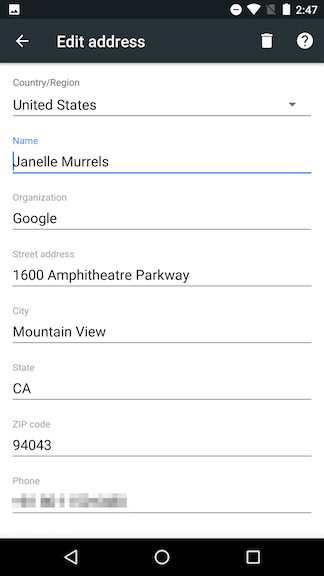 2:47
Edit address
Country/Region
United States
Name
Janelle Murrels
Organization
Google
Street address
1600 Amphitheatre Parkway
City
Mountain View
State
CA
ZIP code
94043
Phone